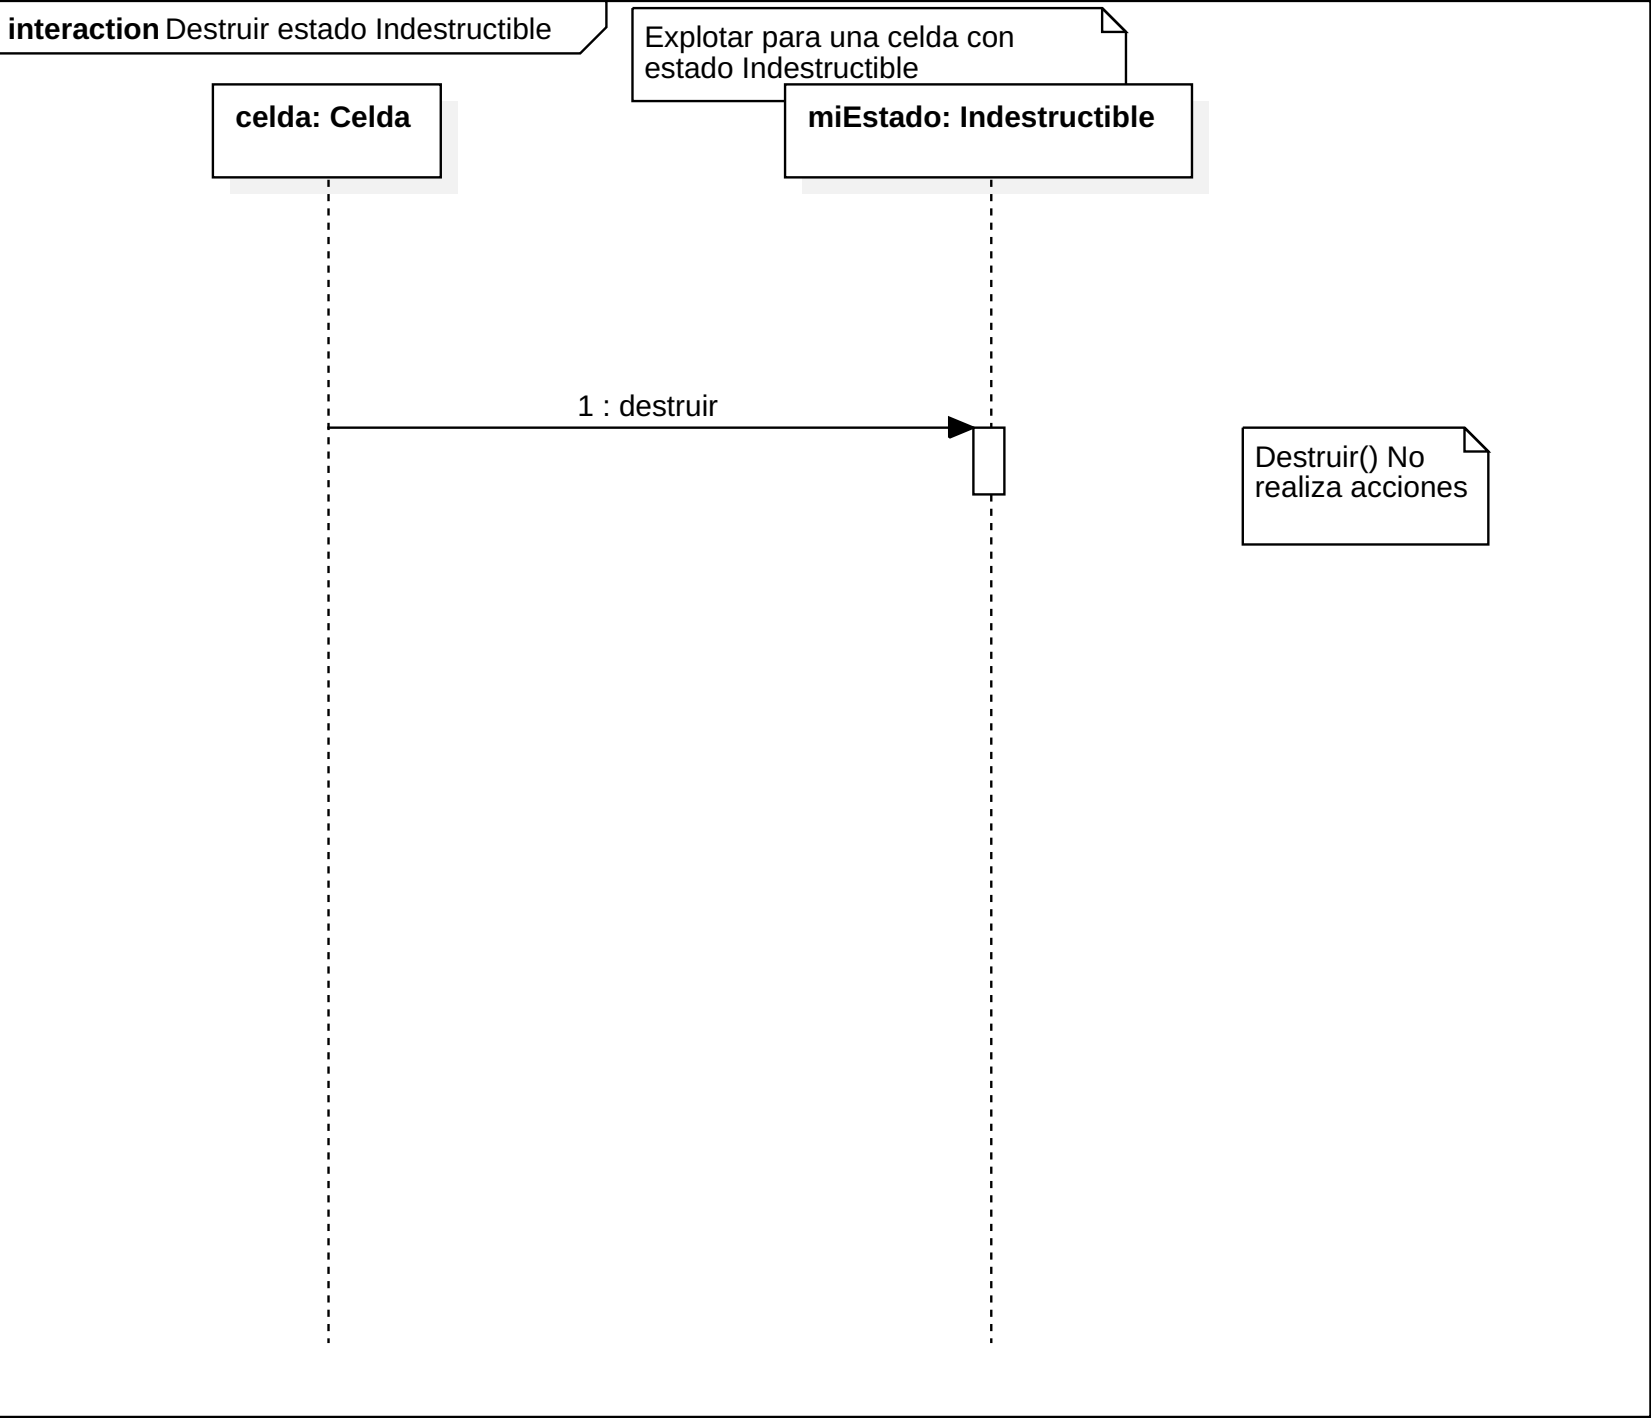 interaction Destruir estado Indestructible
Explotar para una celda con
estado Indestructible
celda: Celda
miEstado: Indestructible
1 : destruir
Destruir() No
realiza acciones